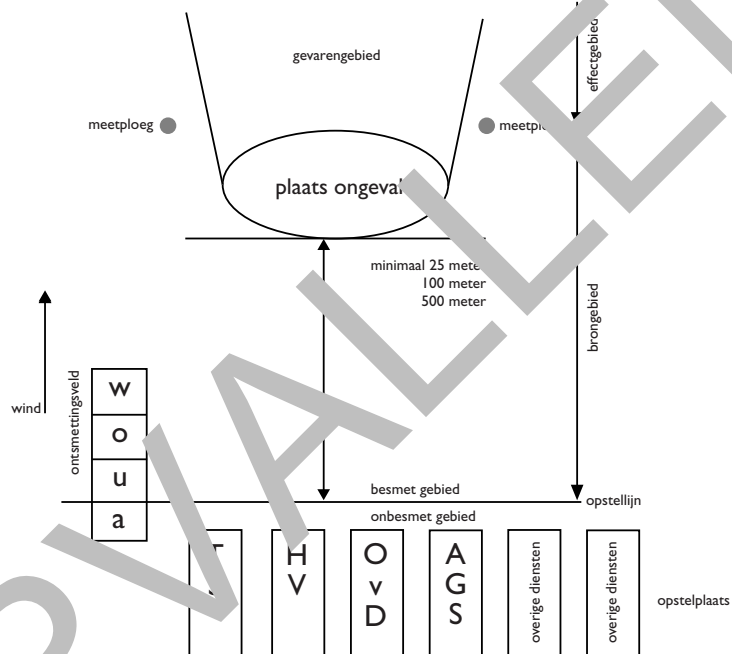 effectgebied
gevarengebied
meetploeg
plaats ongeval
minimaal 25 meter
100 meter
500 meter
brongebied
wind
ontsmettingsveld
w
o
u
a
besmet gebied
opstellijn
onbesmet gebied
H
V
O
v
D
A
G
S
overige diensten
overige diensten
opstelplaats